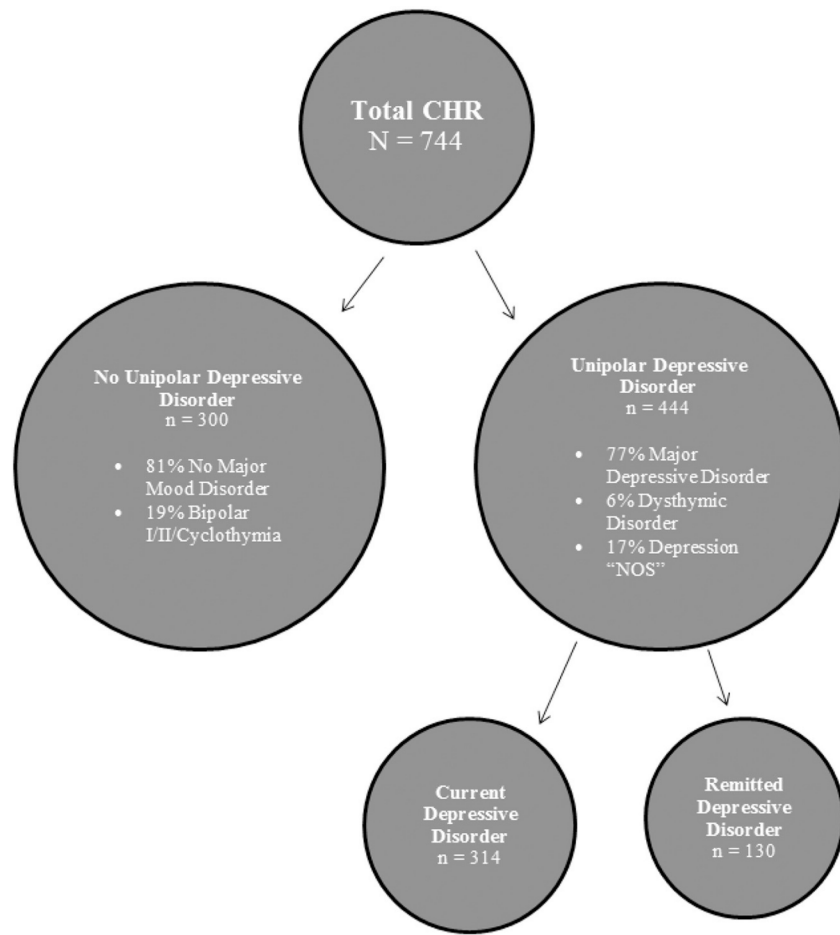 Total CHR
N = 744
No Unipolar Depressive
Disorder
n = 300
• 81% No Major
Mood Disorder
• 19% Bipolar
I/II/Cyclothymia
Unipolar Depressive
Disorder
n = 444
• 77% Major
Depressive Disorder
• 6% Dysthymic
Disorder
• 17% Depression
“NOS”
Current
Depressive
Disorder
n = 314
Remitted
Depressive
Disorder
n = 130